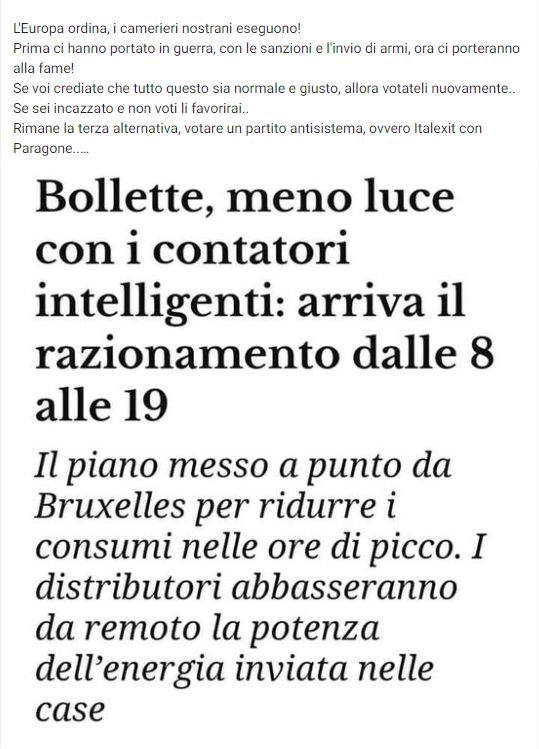 L'Europa ordina, i camerieri nostrani eseguono!
Prima ci hanno portato in guerra, con le sanzioni e l'invio di armi, ora ci porteranno
alla fame!
Se voi crediate che tutto questo sia normale e giusto, allora votateli nuovamente..
Se sei incazzato e non voti li favorirai..
Rimane la terza alternativa, votare un partito antisistema, ovvero Italexit con
Paragone.....
Bollette, meno luce
con i contatori
intelligenti: arriva il
razionamento dalle 8
alle 19
Il piano messo a punto da
Bruxelles per ridurre i
consumi nelle ore di picco. I
distributori abbasseranno
da remoto la potenza
dell’energia inviata nelle
case